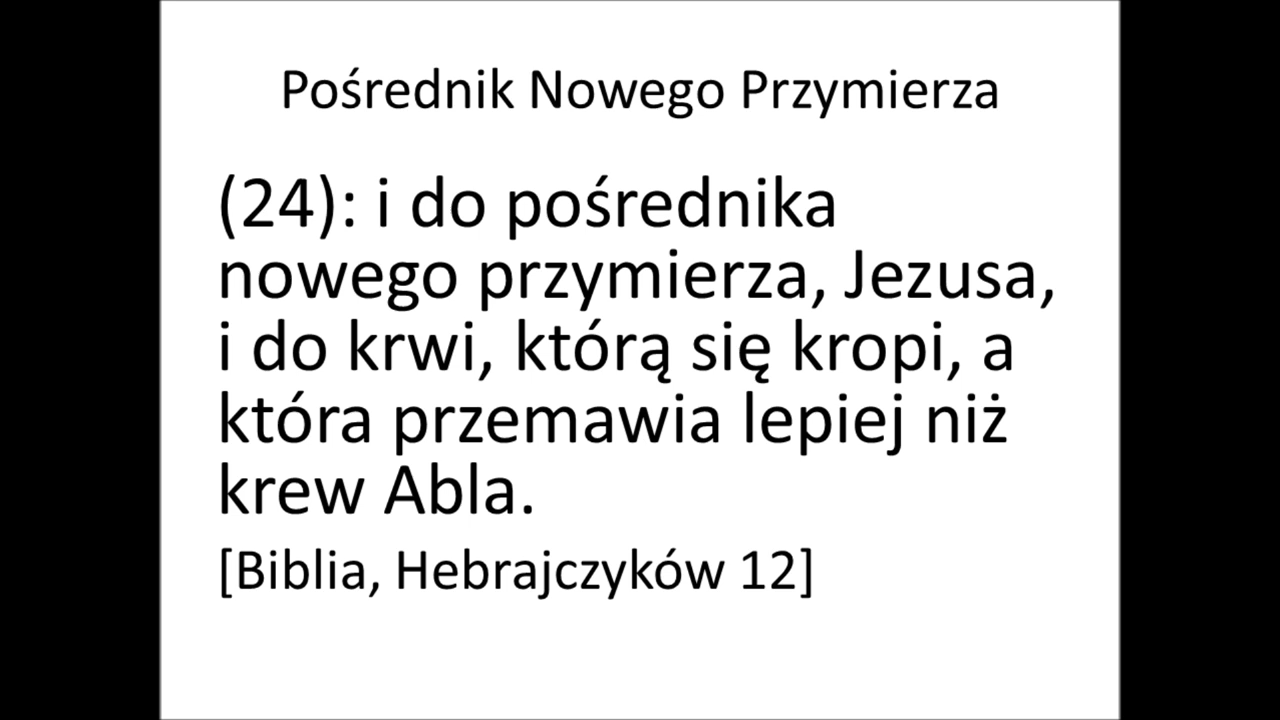 Pośrednik Nowego Przymierza
(24): i do pośrednika
nowego przymierza, Jezusa,
i do krwi, którą się kropi, a
która przemawia lepiej niż
krew Abla.
[Biblia, Hebrajczyków 12]